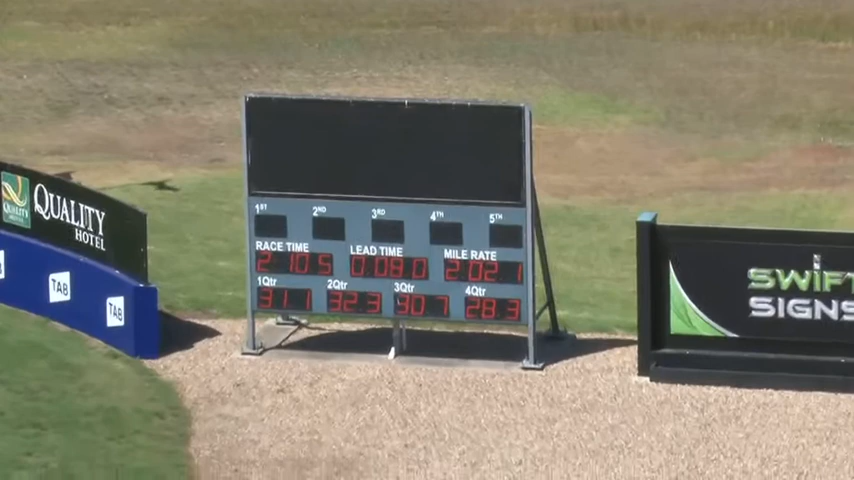 QUALITY
HOTEL
TAB
TAB
1ST 2ND 3RD 4TH 5TH
RACE TIME LEAD TIME MILE RATE
2 10 5 0:08 0 2:02.1
1Qtr 2Qtr 3Qtr 4Qtr
31 1 32.3 30 7 28.3
SWIFT
SIGNS